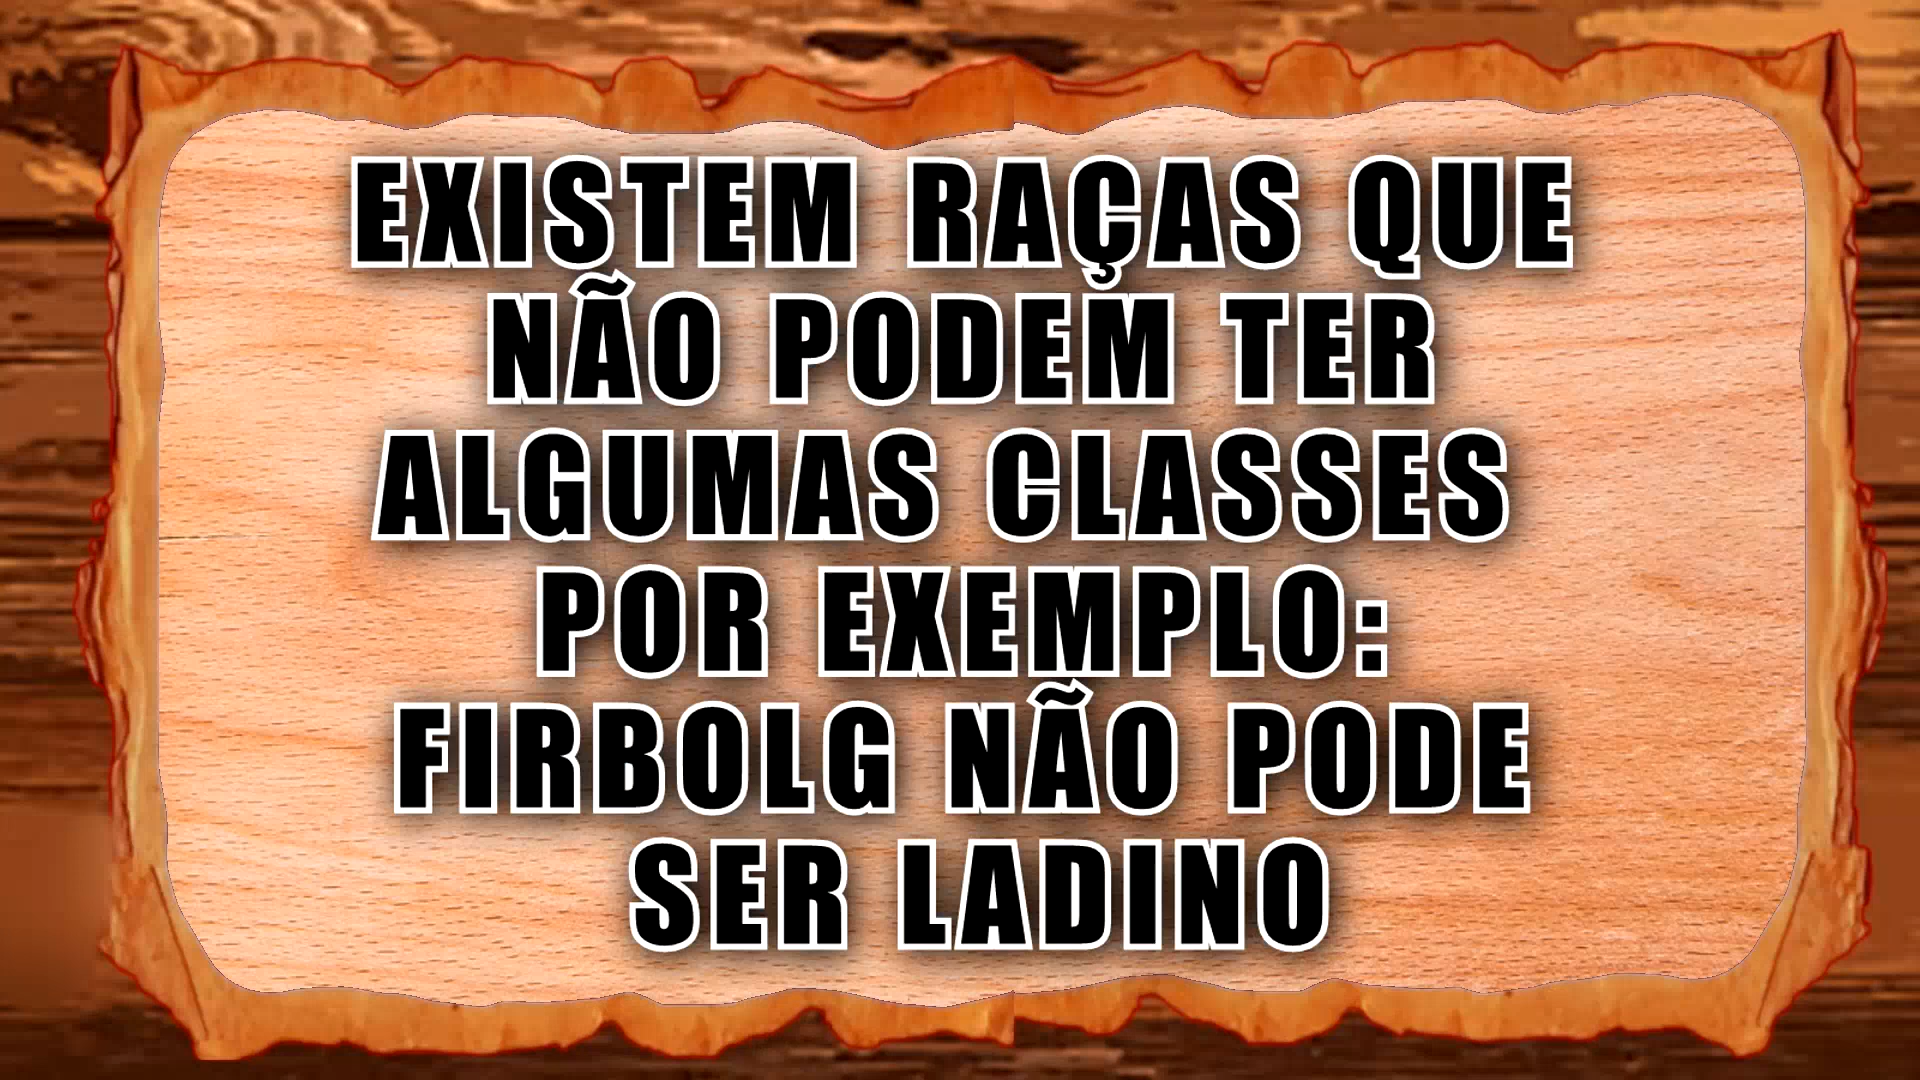 EXISTEM RAÇAS QUE
NÃO PODEM TER
ALGUMAS CLASSES
POR EXEMPLO:
FIRBOLG NÃO PODE
SER LADINO